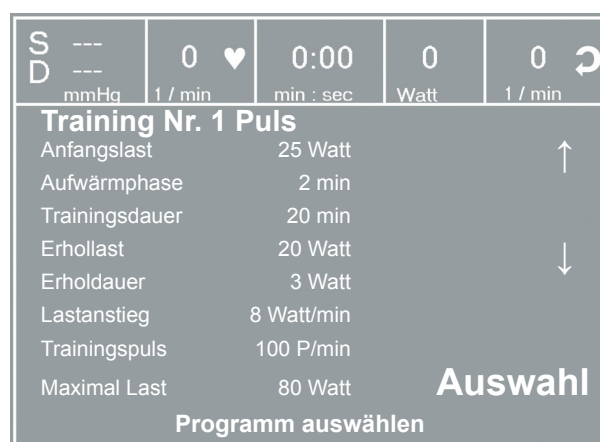 S --- 0 ♥ 0:00 0 0
D ---
mmHg 1 / min min : sec Watt 1 / min
Training Nr. 1 Puls
Anfangslast 25 Watt ↑
Aufwärmphase 2 min
Trainingsdauer 20 min
Erhollast 20 Watt ↓
Erholdauer 3 Watt
Lastanstieg 8 Watt/min
Trainingspuls 100 P/min
Maximal Last 80 Watt Auswahl
Programm auswählen